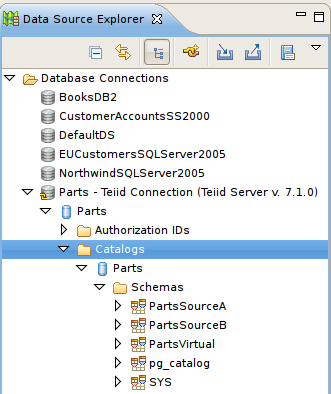 Data Source Explorer
Database Connections
BooksDB2
CustomerAccountsSS2000
DefaultDS
EUCustomersSQLServer2005
NorthwindSQLServer2005
Parts - Teiid Connection (Teiid Server v. 7.1.0)
Parts
Authorization IDs
Catalogs
Parts
Schemas
PartsSourceA
PartsSourceB
PartsVirtual
pg_catalog
SYS